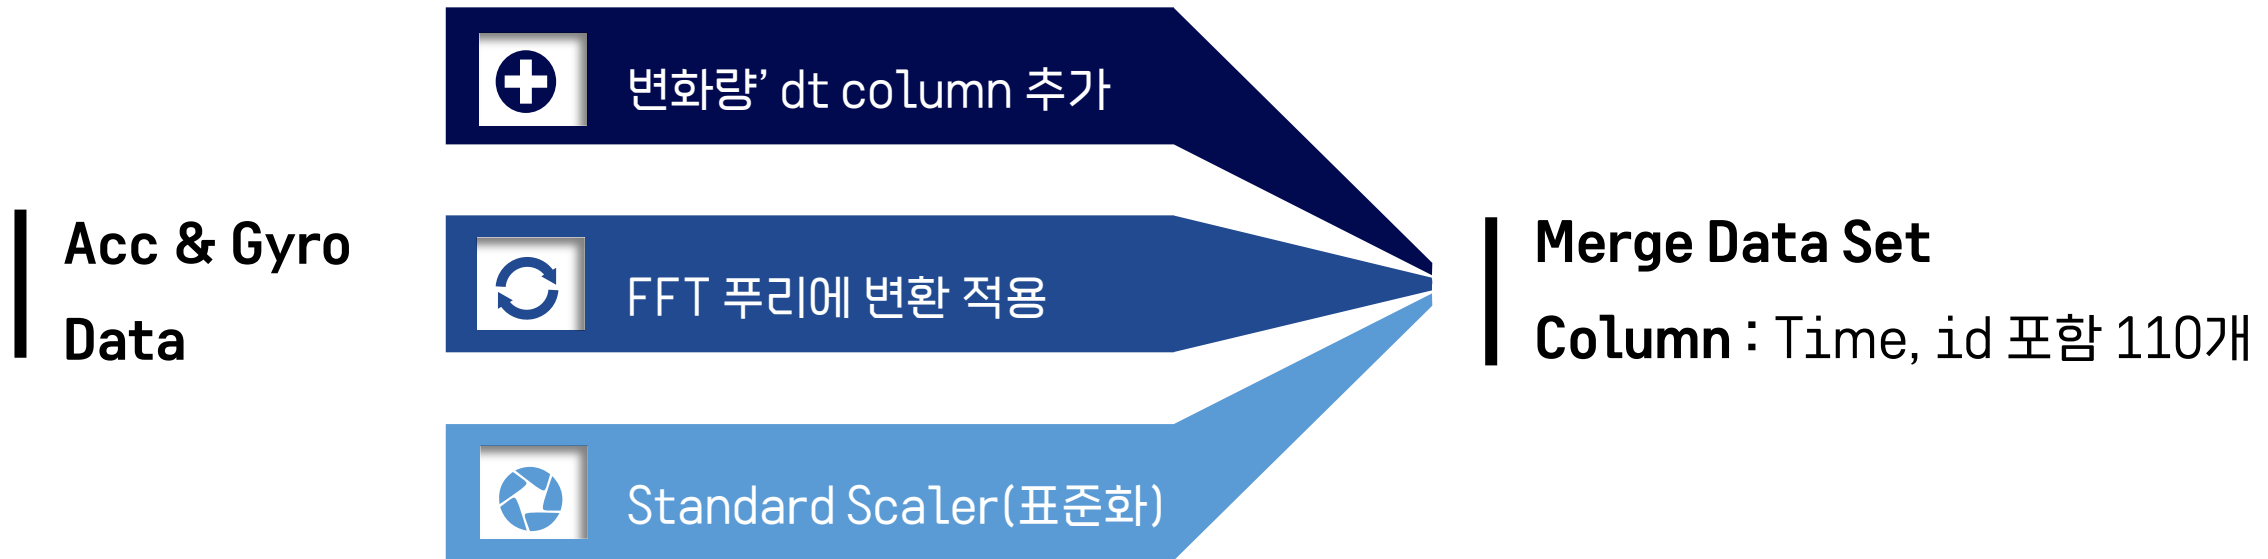 Acc & Gyro
Data
변화량’ dt column 추가
FFT 푸리에 변환 적용
Standard Scaler(표준화)
Merge Data Set
Column : Time, id 포함 110개